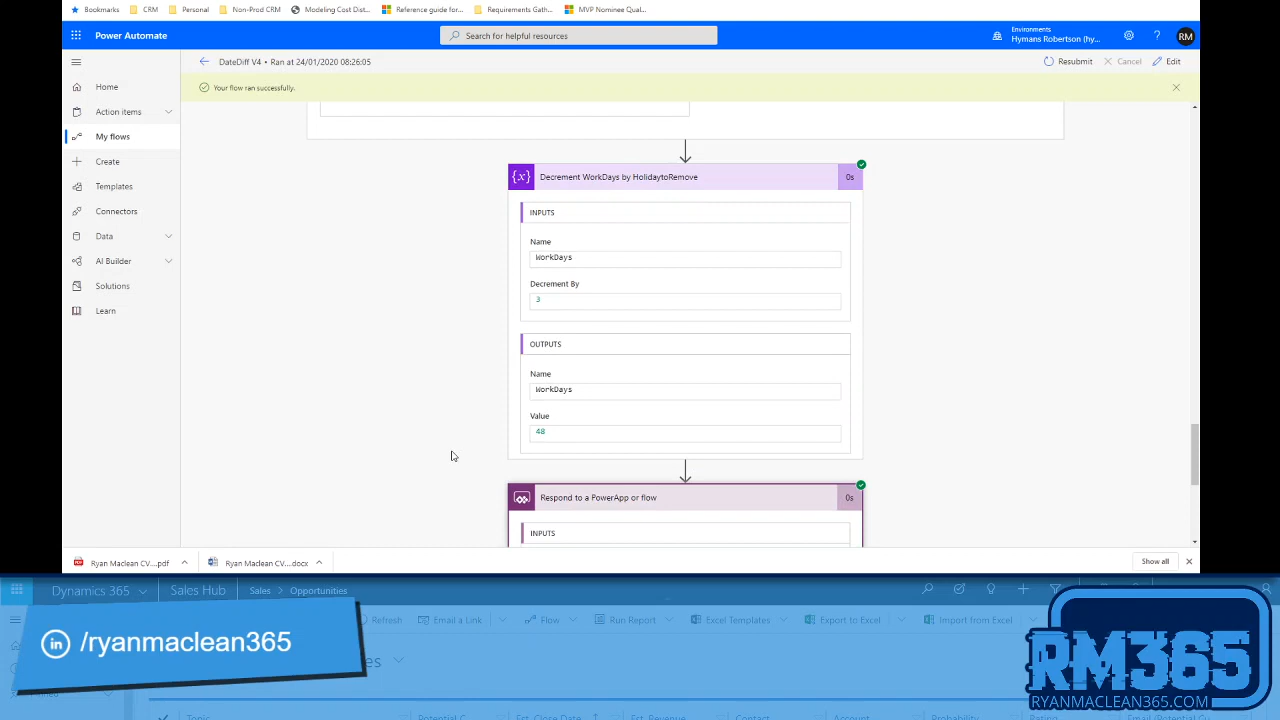 Bookmarks CRM Personal Non-Prod CRM Modeling Cost Dist... Reference guide for... Requirements Gath... MVP Nominee Qual...
Power Automate
Search for helpful resources
Environments
Hymans Robertson (hy...
RM
DateDiff V4 • Ran at 24/01/2020 08:26:05
Resubmit Cancel Edit
Your flow ran successfully.
Home
Action items
My flows
Create
Templates
Connectors
Data
AI Builder
Solutions
Learn
Decrement WorkDays by HolidaytoRemove
0s
INPUTS
Name
WorkDays
Decrement By
3
OUTPUTS
Name
WorkDays
Value
48
Respond to a PowerApp or flow
0s
INPUTS
Ryan Maclean CV....pdf
Ryan Maclean CV....docx
Show all
Dynamics 365 Sales Hub Sales Opportunities
Refresh Email a Link Flow Run Report Excel Templates Export to Excel Import from Excel
in /ryanmaclean365
RM365
RYANMACLEAN365.COM